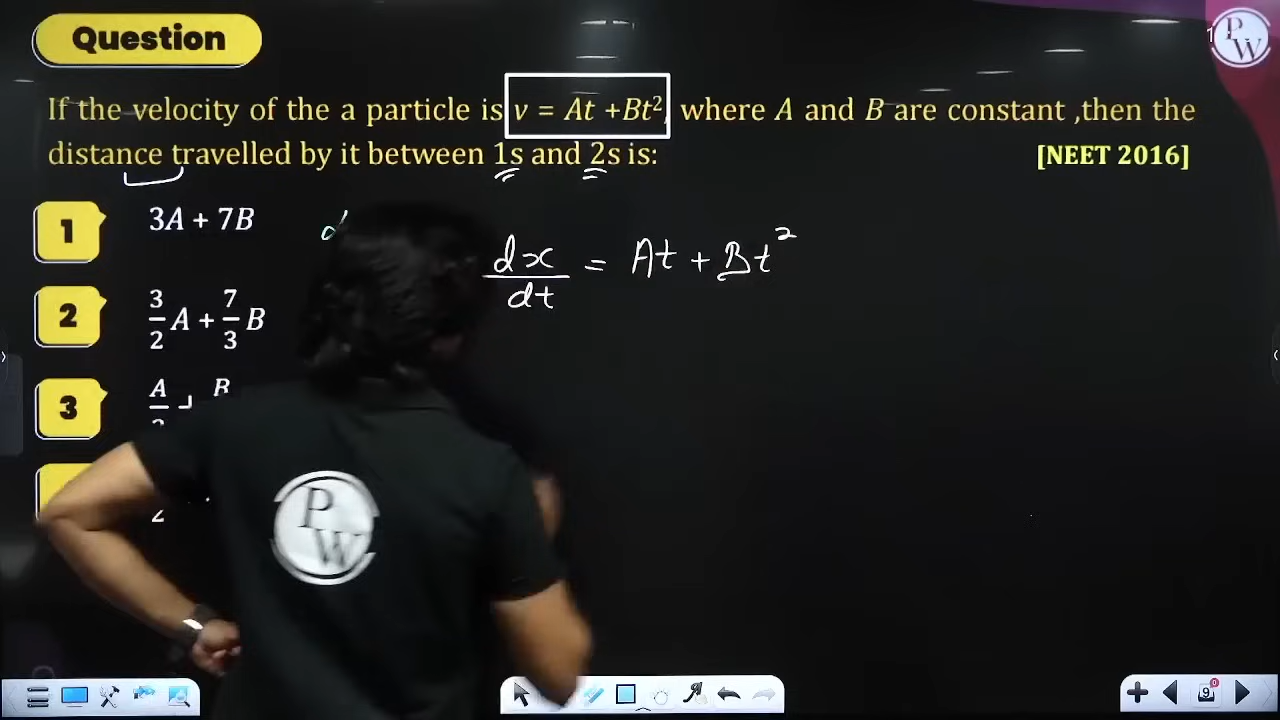 Question
If the velocity of the a particle is v = At +Bt², where A and B are constant ,then the
distance travelled by it between 1s and 2s is:
[NEET 2016]
1 3A + 7B
dx/dt = At + Bt²
2 3/2 A + 7/3 B
3 A
P W
P W
9
0